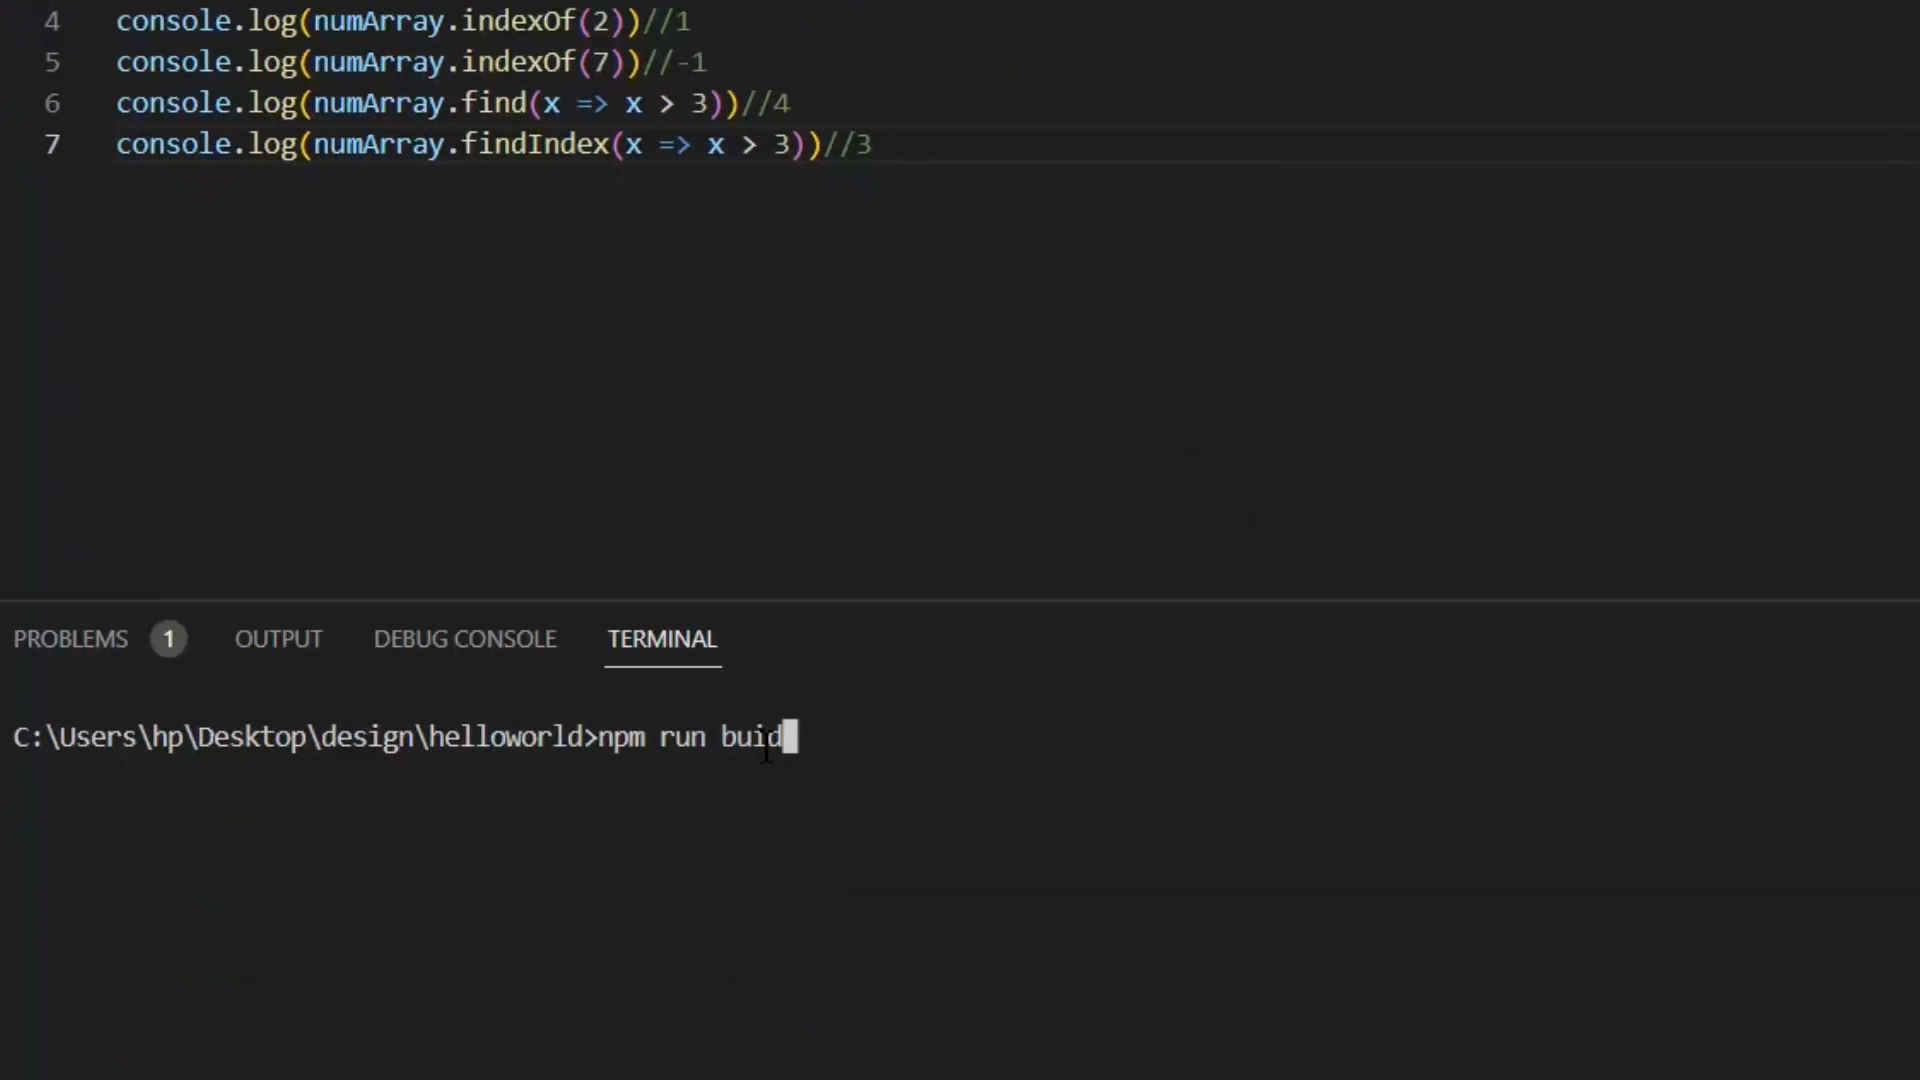 4 console.log(numArray.indexOf(2))//1
5 console.log(numArray.indexOf(7))//-1
6 console.log(numArray.find(x => x > 3))//4
7 console.log(numArray.findIndex(x => x > 3))//3
PROBLEMS 1 OUTPUT DEBUG CONSOLE TERMINAL
C:\Users\hp\Desktop\design\helloworld>npm run buid